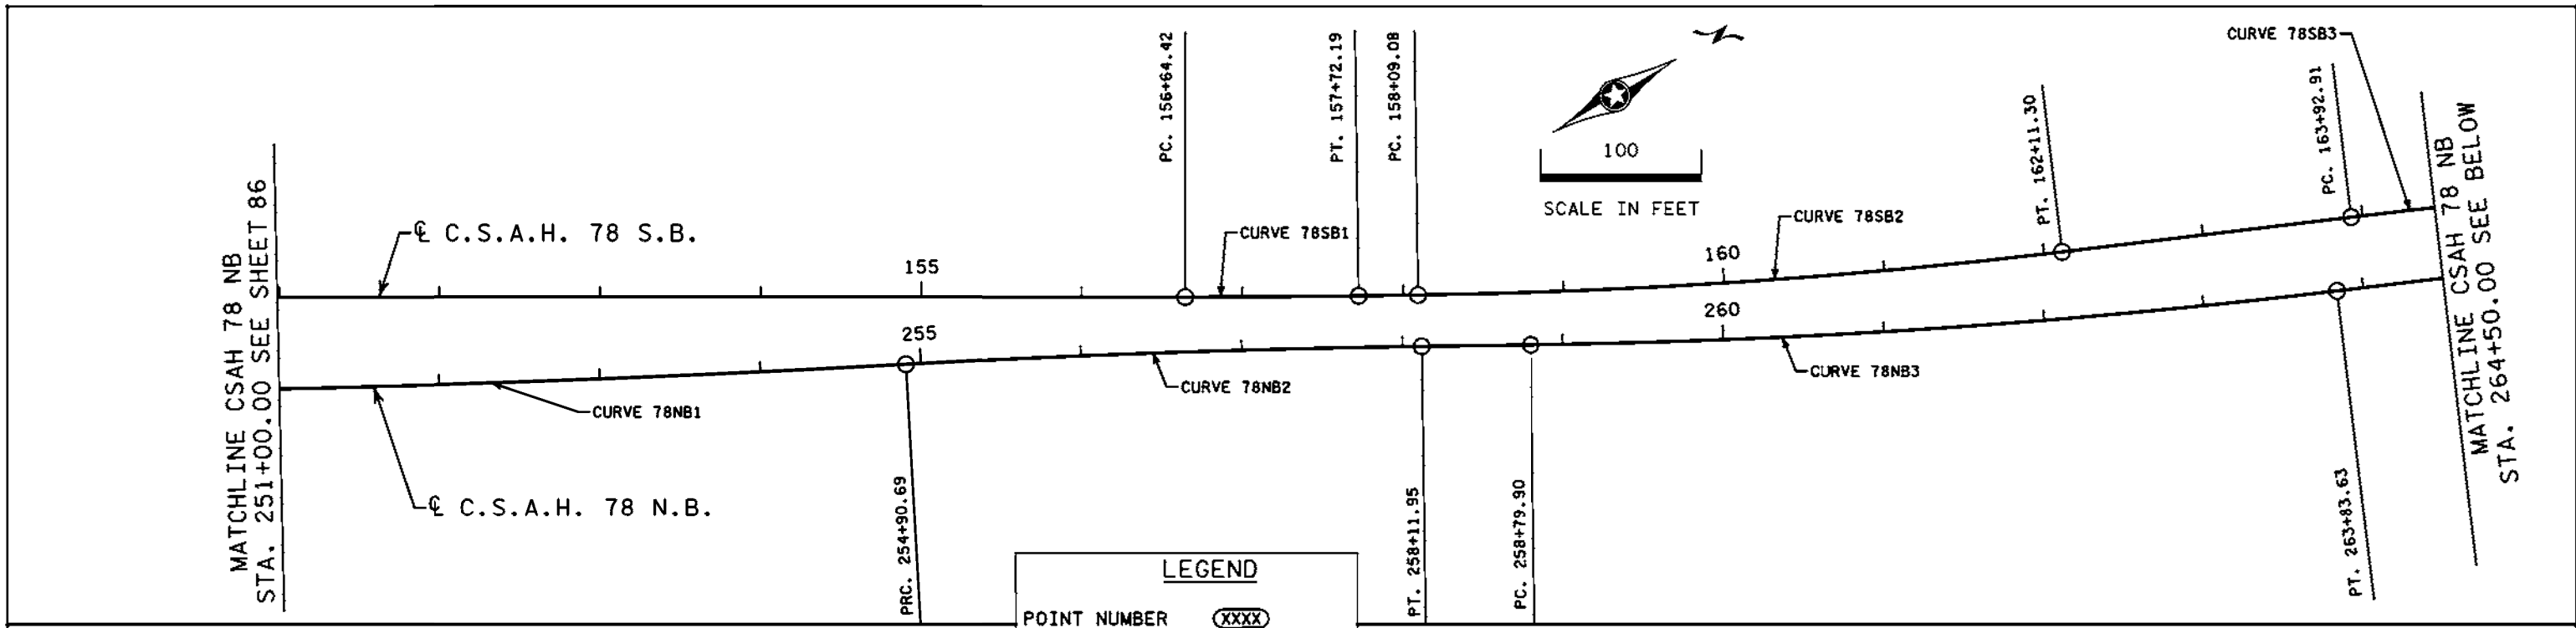 MATCHLINE CSAH 78 NB
STA. 251+00.00 SEE SHEET 86
℄ C.S.A.H. 78 S.B.
155
PC. 156+64.42
CURVE 78SB1
PT. 157+72.19
PC. 158+09.08
100
SCALE IN FEET
160
CURVE 78SB2
PT. 162+11.30
PC. 163+92.91
CURVE 78SB3
MATCHLINE CSAH 78 NB
STA. 264+50.00 SEE BELOW
℄ C.S.A.H. 78 N.B.
CURVE 78NB1
255
PRC. 254+90.69
CURVE 78NB2
PT. 258+11.95
PC. 258+79.90
260
CURVE 78NB3
PT. 263+83.63
LEGEND
POINT NUMBER XXXX